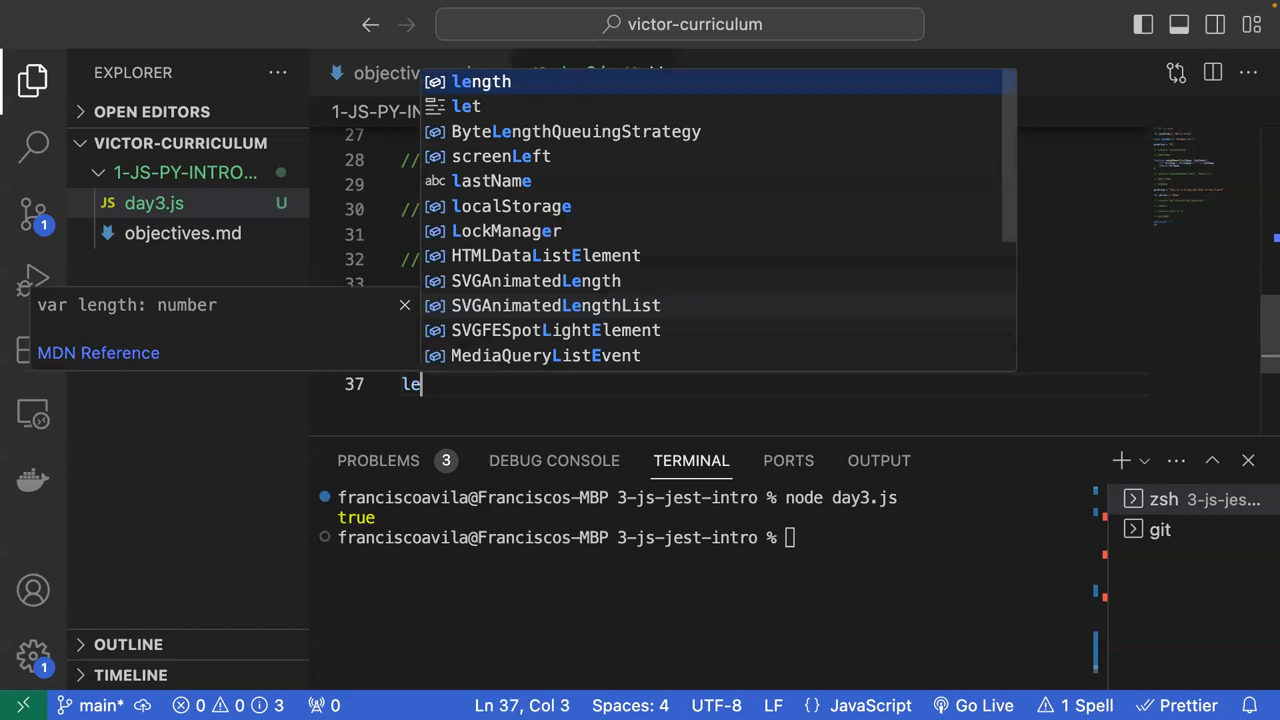 victor-curriculum
EXPLORER
objectiv
OPEN EDITORS
1-JS-PY-IN
VICTOR-CURRICULUM
1-JS-PY-INTRO...
JS day3.js U
objectives.md
1
length
let
ByteLengthQueuingStrategy
screenLeft
abc lastName
localStorage
LockManager
HTMLDataListElement
SVGAnimatedLength
SVGAnimatedLengthList
SVGFESpotLightElement
MediaQueryListEvent
27
28 //
29
30 //
31
32 //
33
var length: number
MDN Reference
37 le
PROBLEMS 3 DEBUG CONSOLE TERMINAL PORTS OUTPUT
franciscoavila@Franciscos-MBP 3-js-jest-intro % node day3.js
true
franciscoavila@Franciscos-MBP 3-js-jest-intro %
zsh 3-js-jes...
git
OUTLINE
TIMELINE
1
main* 0 0 3 0 Ln 37, Col 3 Spaces: 4 UTF-8 LF {} JavaScript Go Live 1 Spell Prettier